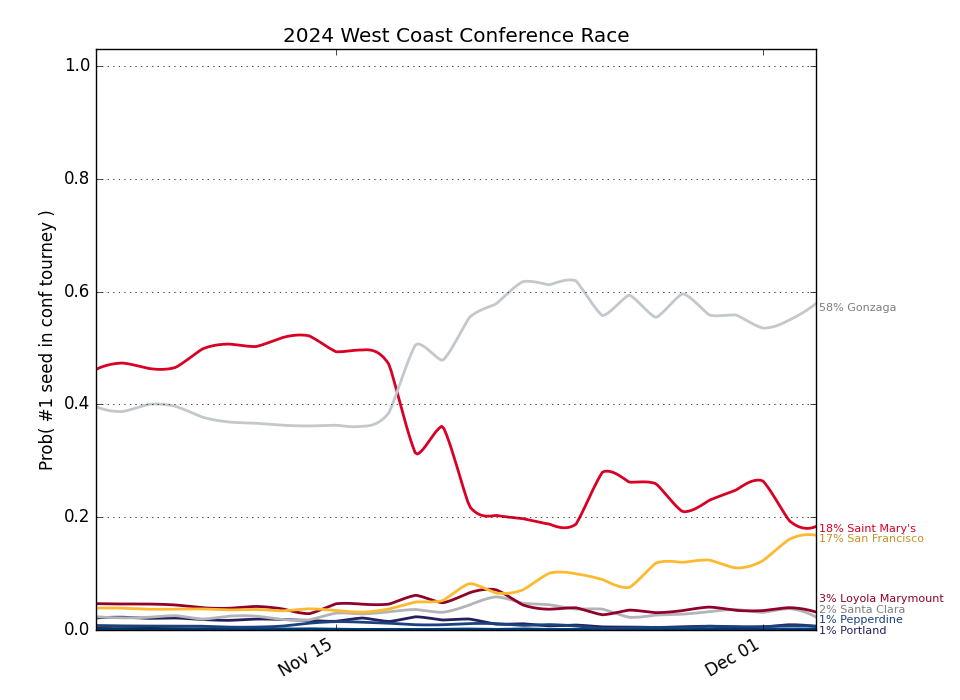 2024 West Coast Conference Race
Prob( #1 seed in conf tourney )
1.0
0.8
0.6
0.4
0.2
0.0
Nov 15
Dec 01
58% Gonzaga
18% Saint Mary's
17% San Francisco
3% Loyola Marymount
2% Santa Clara
1% Pepperdine
1% Portland